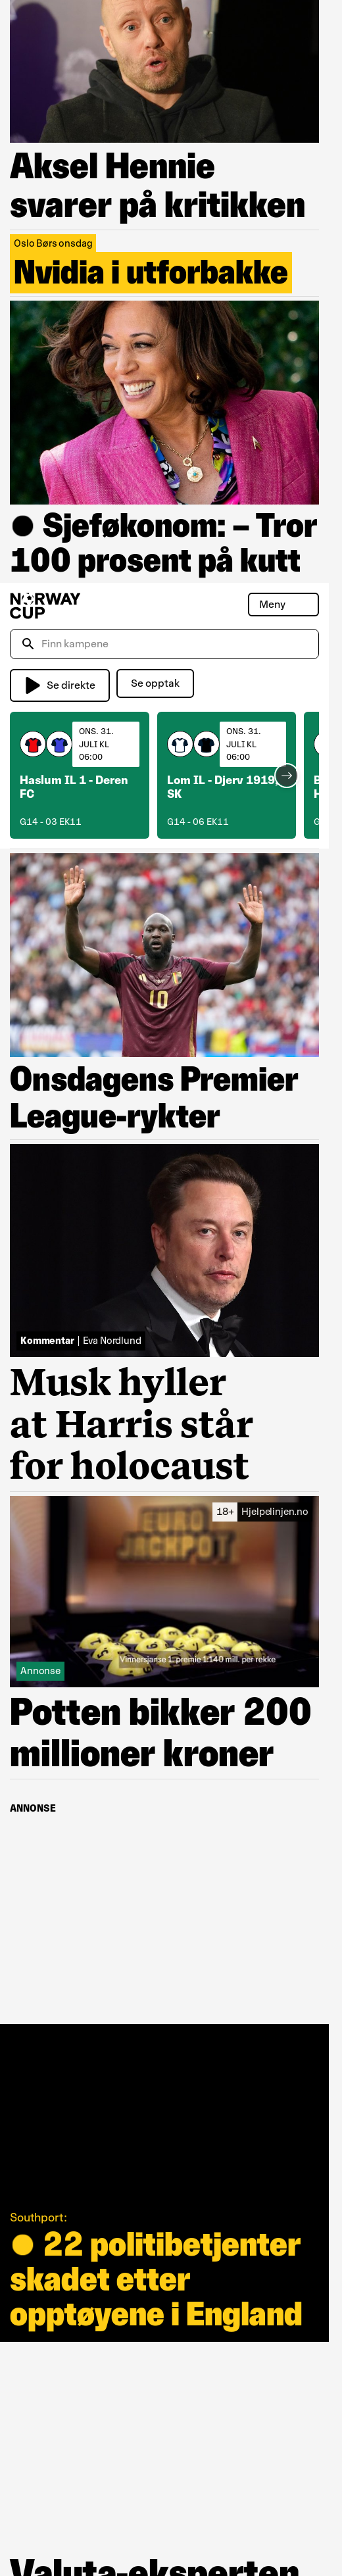 Aksel Hennie
svarer på kritikken
Oslo Børs onsdag
Nvidia i utforbakke
Sjeføkonom: – Tror
100 prosent på kutt
NORWAY
CUP
Meny
Finn kampene
Se direkte
Se opptak
ONS. 31.
JULI KL
06:00
Haslum IL 1 - Deren
FC
G14 - 03 EK11
ONS. 31.
JULI KL
06:00
Lom IL - Djerv 1919,
SK
G14 - 06 EK11
10
Onsdagens Premier
League-rykter
Kommentar | Eva Nordlund
Musk hyller
at Harris står
for holocaust
18+ Hjelpelinjen.no
EURO
JACKPOT
Vinnersjanse 1. premie 1:140 mill. per rekke
Annonse
Potten bikker 200
millioner kroner
ANNONSE
Southport:
22 politibetjenter
skadet etter
opptøyene i England
Valuta-eksperten